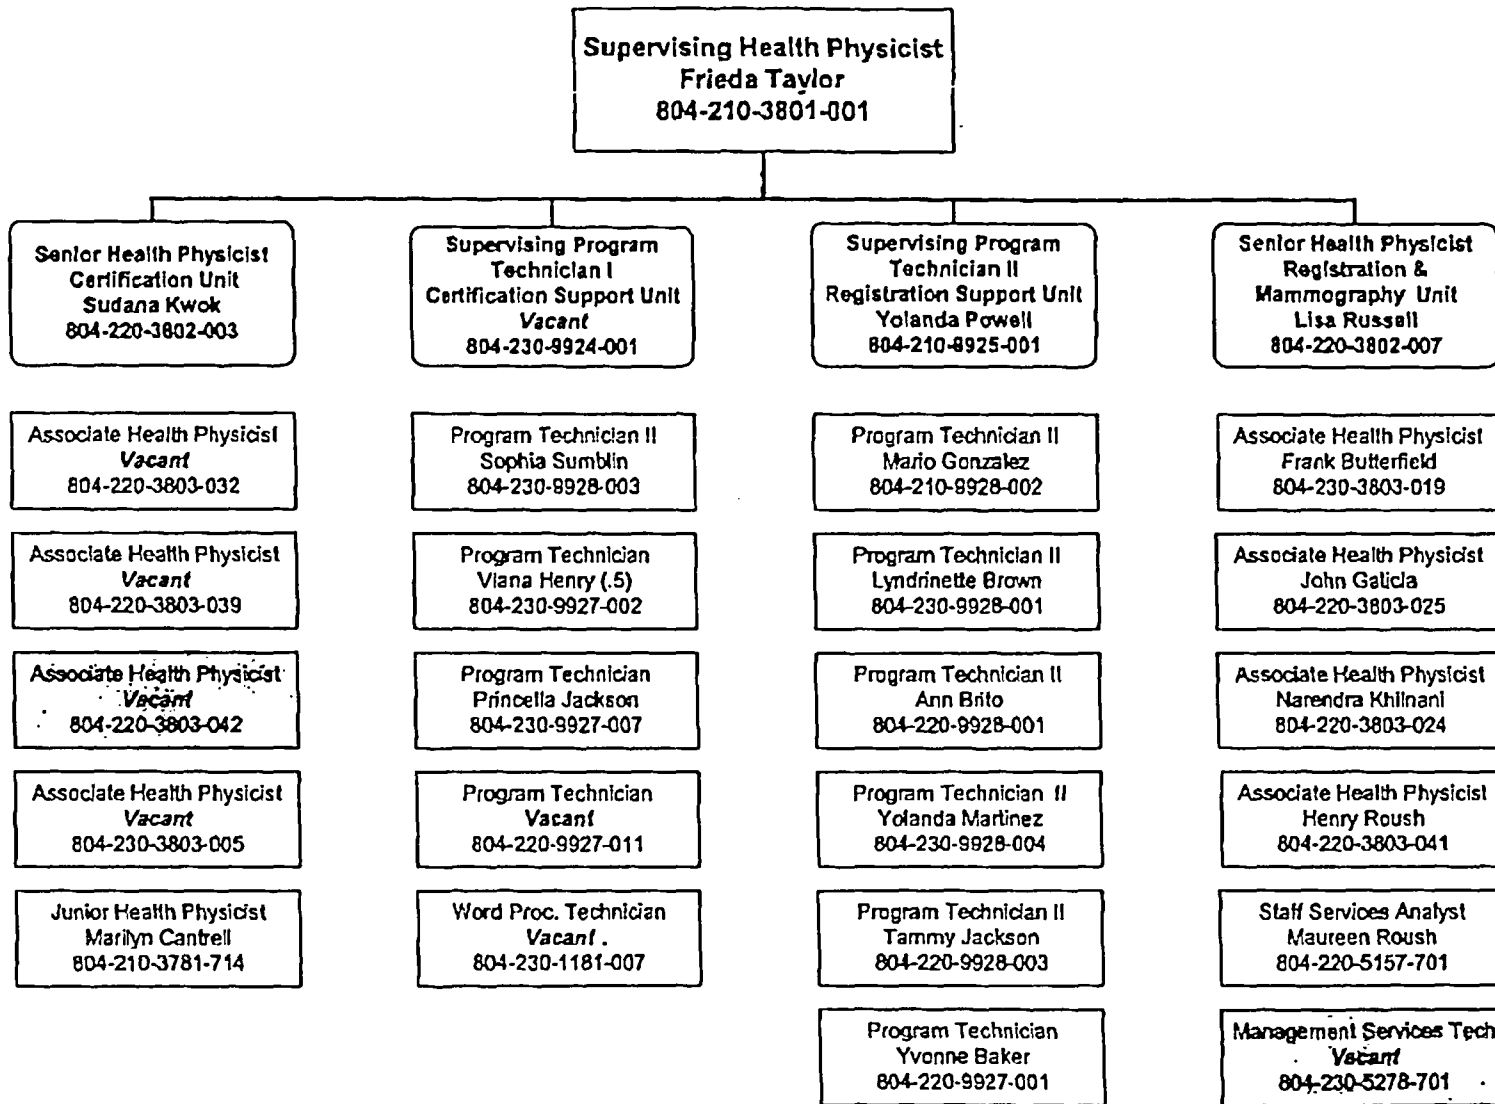 Supervising Health Physicist
Frieda Taylor
804-210-3801-001
Senior Health Physicist
Certification Unit
Sudana Kwok
804-220-3802-003
Supervising Program
Technician I
Certification Support Unit
Vacant
804-230-9924-001
Supervising Program
Technician II
Registration Support Unit
Yolanda Powell
804-210-9925-001
Senior Health Physicist
Registration &
Mammography Unit
Lisa Russell
804-220-3802-007
Associate Health Physicist
Vacant
804-220-3803-032
Associate Health Physicist
Vacant
804-220-3803-039
Associate Health Physicist
Vacant
804-220-3803-042
Associate Health Physicist
Vacant
804-230-3803-005
Junior Health Physicist
Marilyn Cantrell
804-210-3781-714
Program Technician II
Sophia Sumblin
804-230-9928-003
Program Technician
Viana Henry (.5)
804-230-9927-002
Program Technician
Princella Jackson
804-230-9927-007
Program Technician
Vacant
804-220-9927-011
Word Proc. Technician
Vacant
804-230-1181-007
Program Technician II
Mario Gonzalez
804-210-9928-002
Program Technician II
Lyndrinette Brown
804-230-9928-001
Program Technician II
Ann Brito
804-220-9928-001
Program Technician II
Yolanda Martinez
804-230-9928-004
Program Technician II
Tammy Jackson
804-220-9928-003
Program Technician
Yvonne Baker
804-220-9927-001
Associate Health Physicist
Frank Butterfield
804-230-3803-019
Associate Health Physicist
John Galicia
804-220-3803-025
Associate Health Physicist
Narendra Khilnani
804-220-3803-024
Associate Health Physicist
Henry Roush
804-220-3803-041
Staff Services Analyst
Maureen Roush
804-220-5157-701
Management Services Tech
Vacant
804-230-5278-701